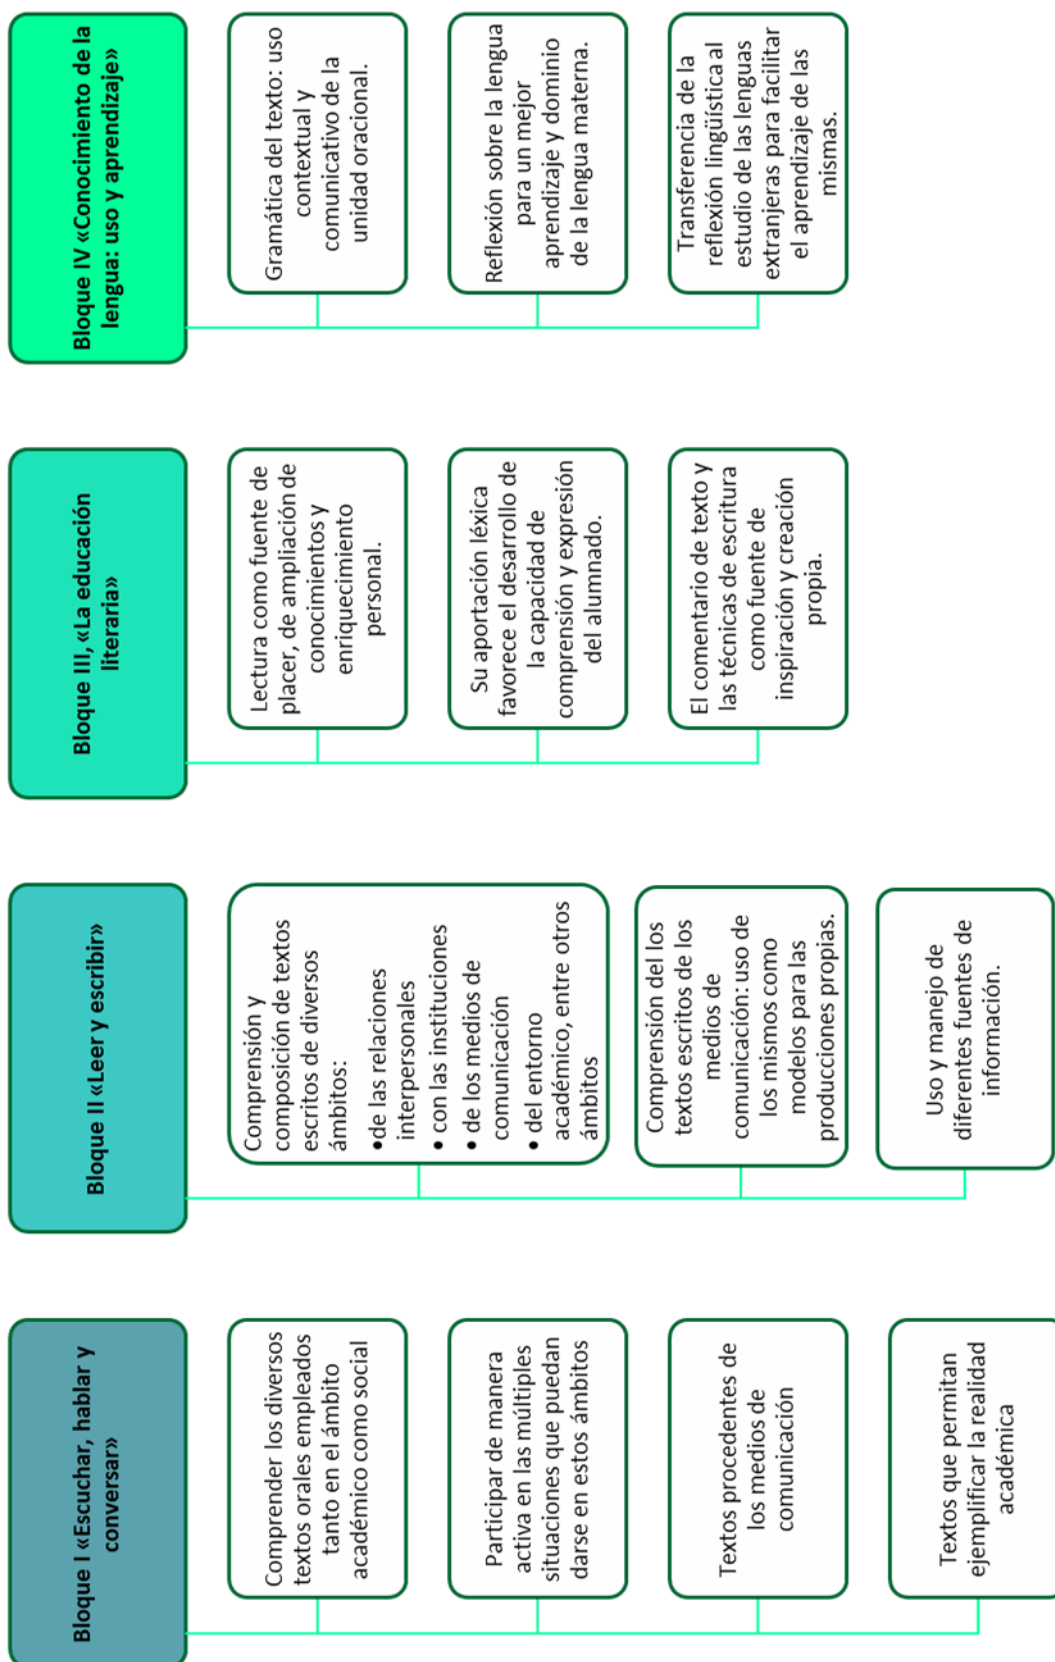 Bloque I «Escuchar, hablar y
conversar»
Comprender los diversos
textos orales empleados
tanto en el ámbito
académico como social
Participar de manera
activa en las múltiples
situaciones que puedan
darse en estos ámbitos
Textos procedentes de
los medios de
comunicación
Textos que permitan
ejemplificar la realidad
académica
Bloque II «Leer y escribir»
Comprensión y
composición de textos
escritos de diversos
ámbitos:
•de las relaciones
interpersonales
• con las instituciones
• de los medios de
comunicación
• del entorno
académico, entre otros
ámbitos
Comprensión del los
textos escritos de los
medios de
comunicación: uso de
los mismos como
modelos para las
producciones propias.
Uso y manejo de
diferentes fuentes de
información.
Bloque III, «La educación
literaria»
Lectura como fuente de
placer, de ampliación de
conocimientos y
enriquecimiento
personal.
Su aportación léxica
favorece el desarrollo de
la capacidad de
comprensión y expresión
del alumnado.
El comentario de texto y
las técnicas de escritura
como fuente de
inspiración y creación
propia.
Bloque IV «Conocimiento de la
lengua: uso y aprendizaje»
Gramática del texto: uso
contextual y
comunicativo de la
unidad oracional.
Reflexión sobre la lengua
para un mejor
aprendizaje y dominio
de la lengua materna.
Transferencia de la
reflexión lingüística al
estudio de las lenguas
extranjeras para facilitar
el aprendizaje de las
mismas.